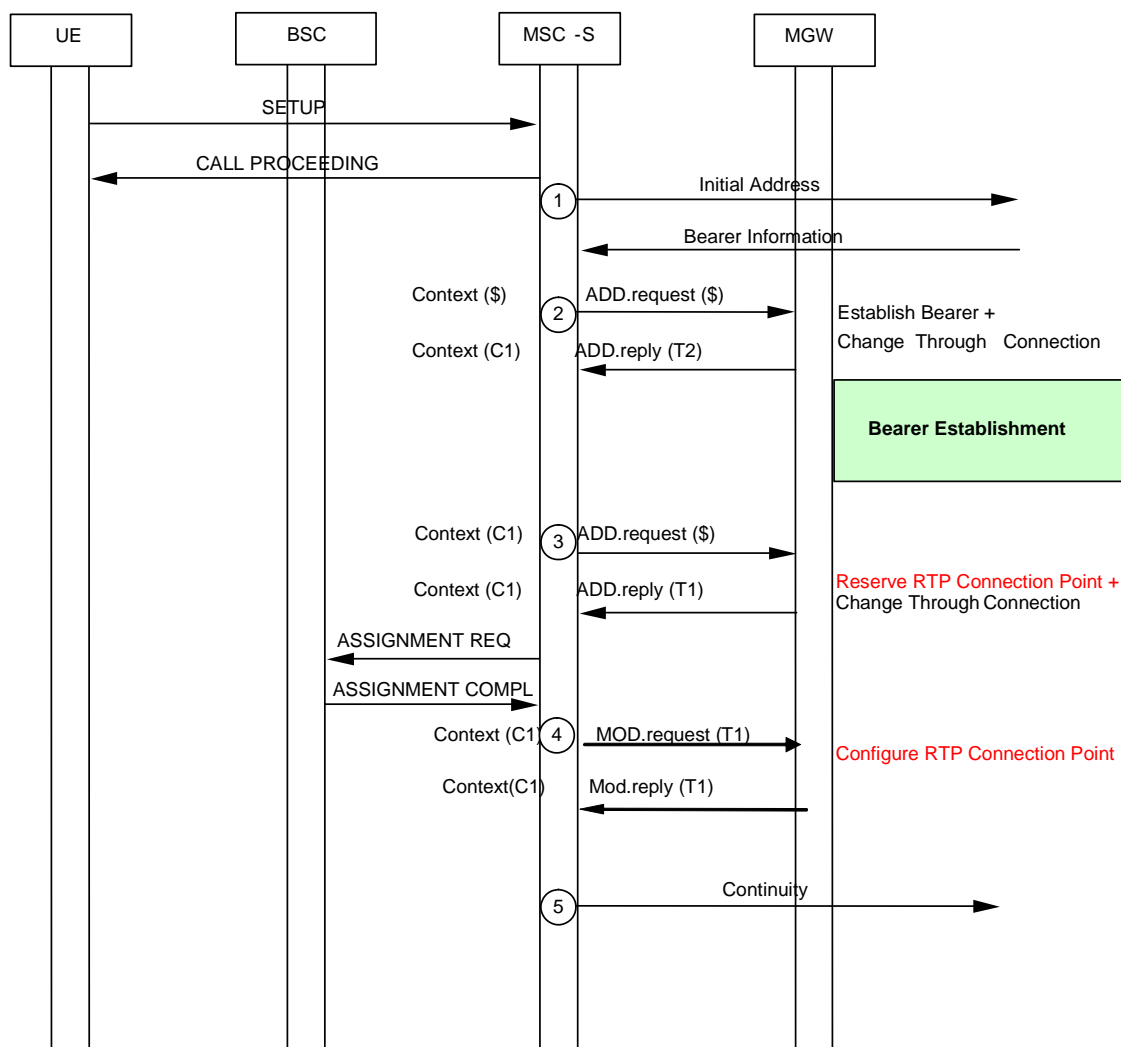 UE
BSC
MSC -S
MGW
SETUP
CALL PROCEEDING
Initial Address
1
Bearer Information
Context ($)
ADD.request ($)
2
Establish Bearer +
Change Through Connection
Context (C1)
ADD.reply (T2)
Bearer Establishment
Context (C1)
3
ADD.request ($)
Reserve RTP Connection Point +
Change Through Connection
Context (C1)
ADD.reply (T1)
ASSIGNMENT REQ
ASSIGNMENT COMPL
Context (C1)
4
MOD.request (T1)
Configure RTP Connection Point
Context(C1)
Mod.reply (T1)
Continuity
5